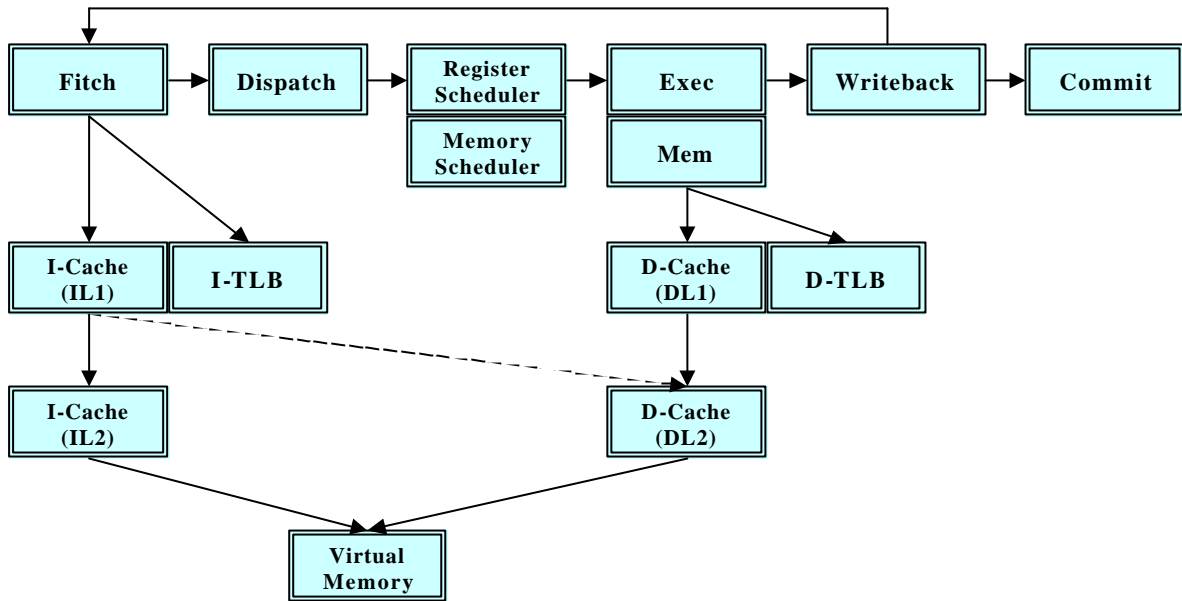 Fitch
Dispatch
Register
Scheduler
Exec
Writeback
Commit
Memory
Scheduler
Mem
I-Cache
(IL1)
I-TLB
D-Cache
(DL1)
D-TLB
I-Cache
(IL2)
D-Cache
(DL2)
Virtual
Memory